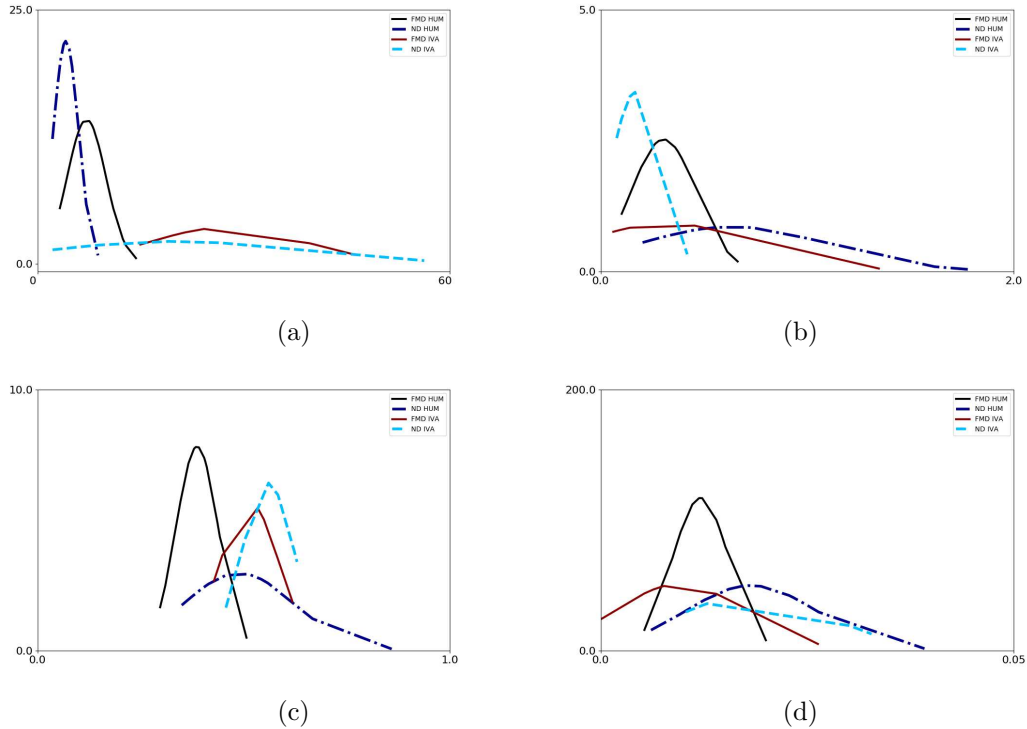 25.0
FMD HUM
ND HUM
FMD IVA
ND IVA
0.0
0
60
(a)
5.0
FMD HUM
ND HUM
FMD IVA
ND IVA
0.0
0.0
2.0
(b)
10.0
FMD HUM
ND HUM
FMD IVA
ND IVA
0.0
0.0
1.0
(c)
200.0
FMD HUM
ND HUM
FMD IVA
ND IVA
0.0
0.0
0.05
(d)